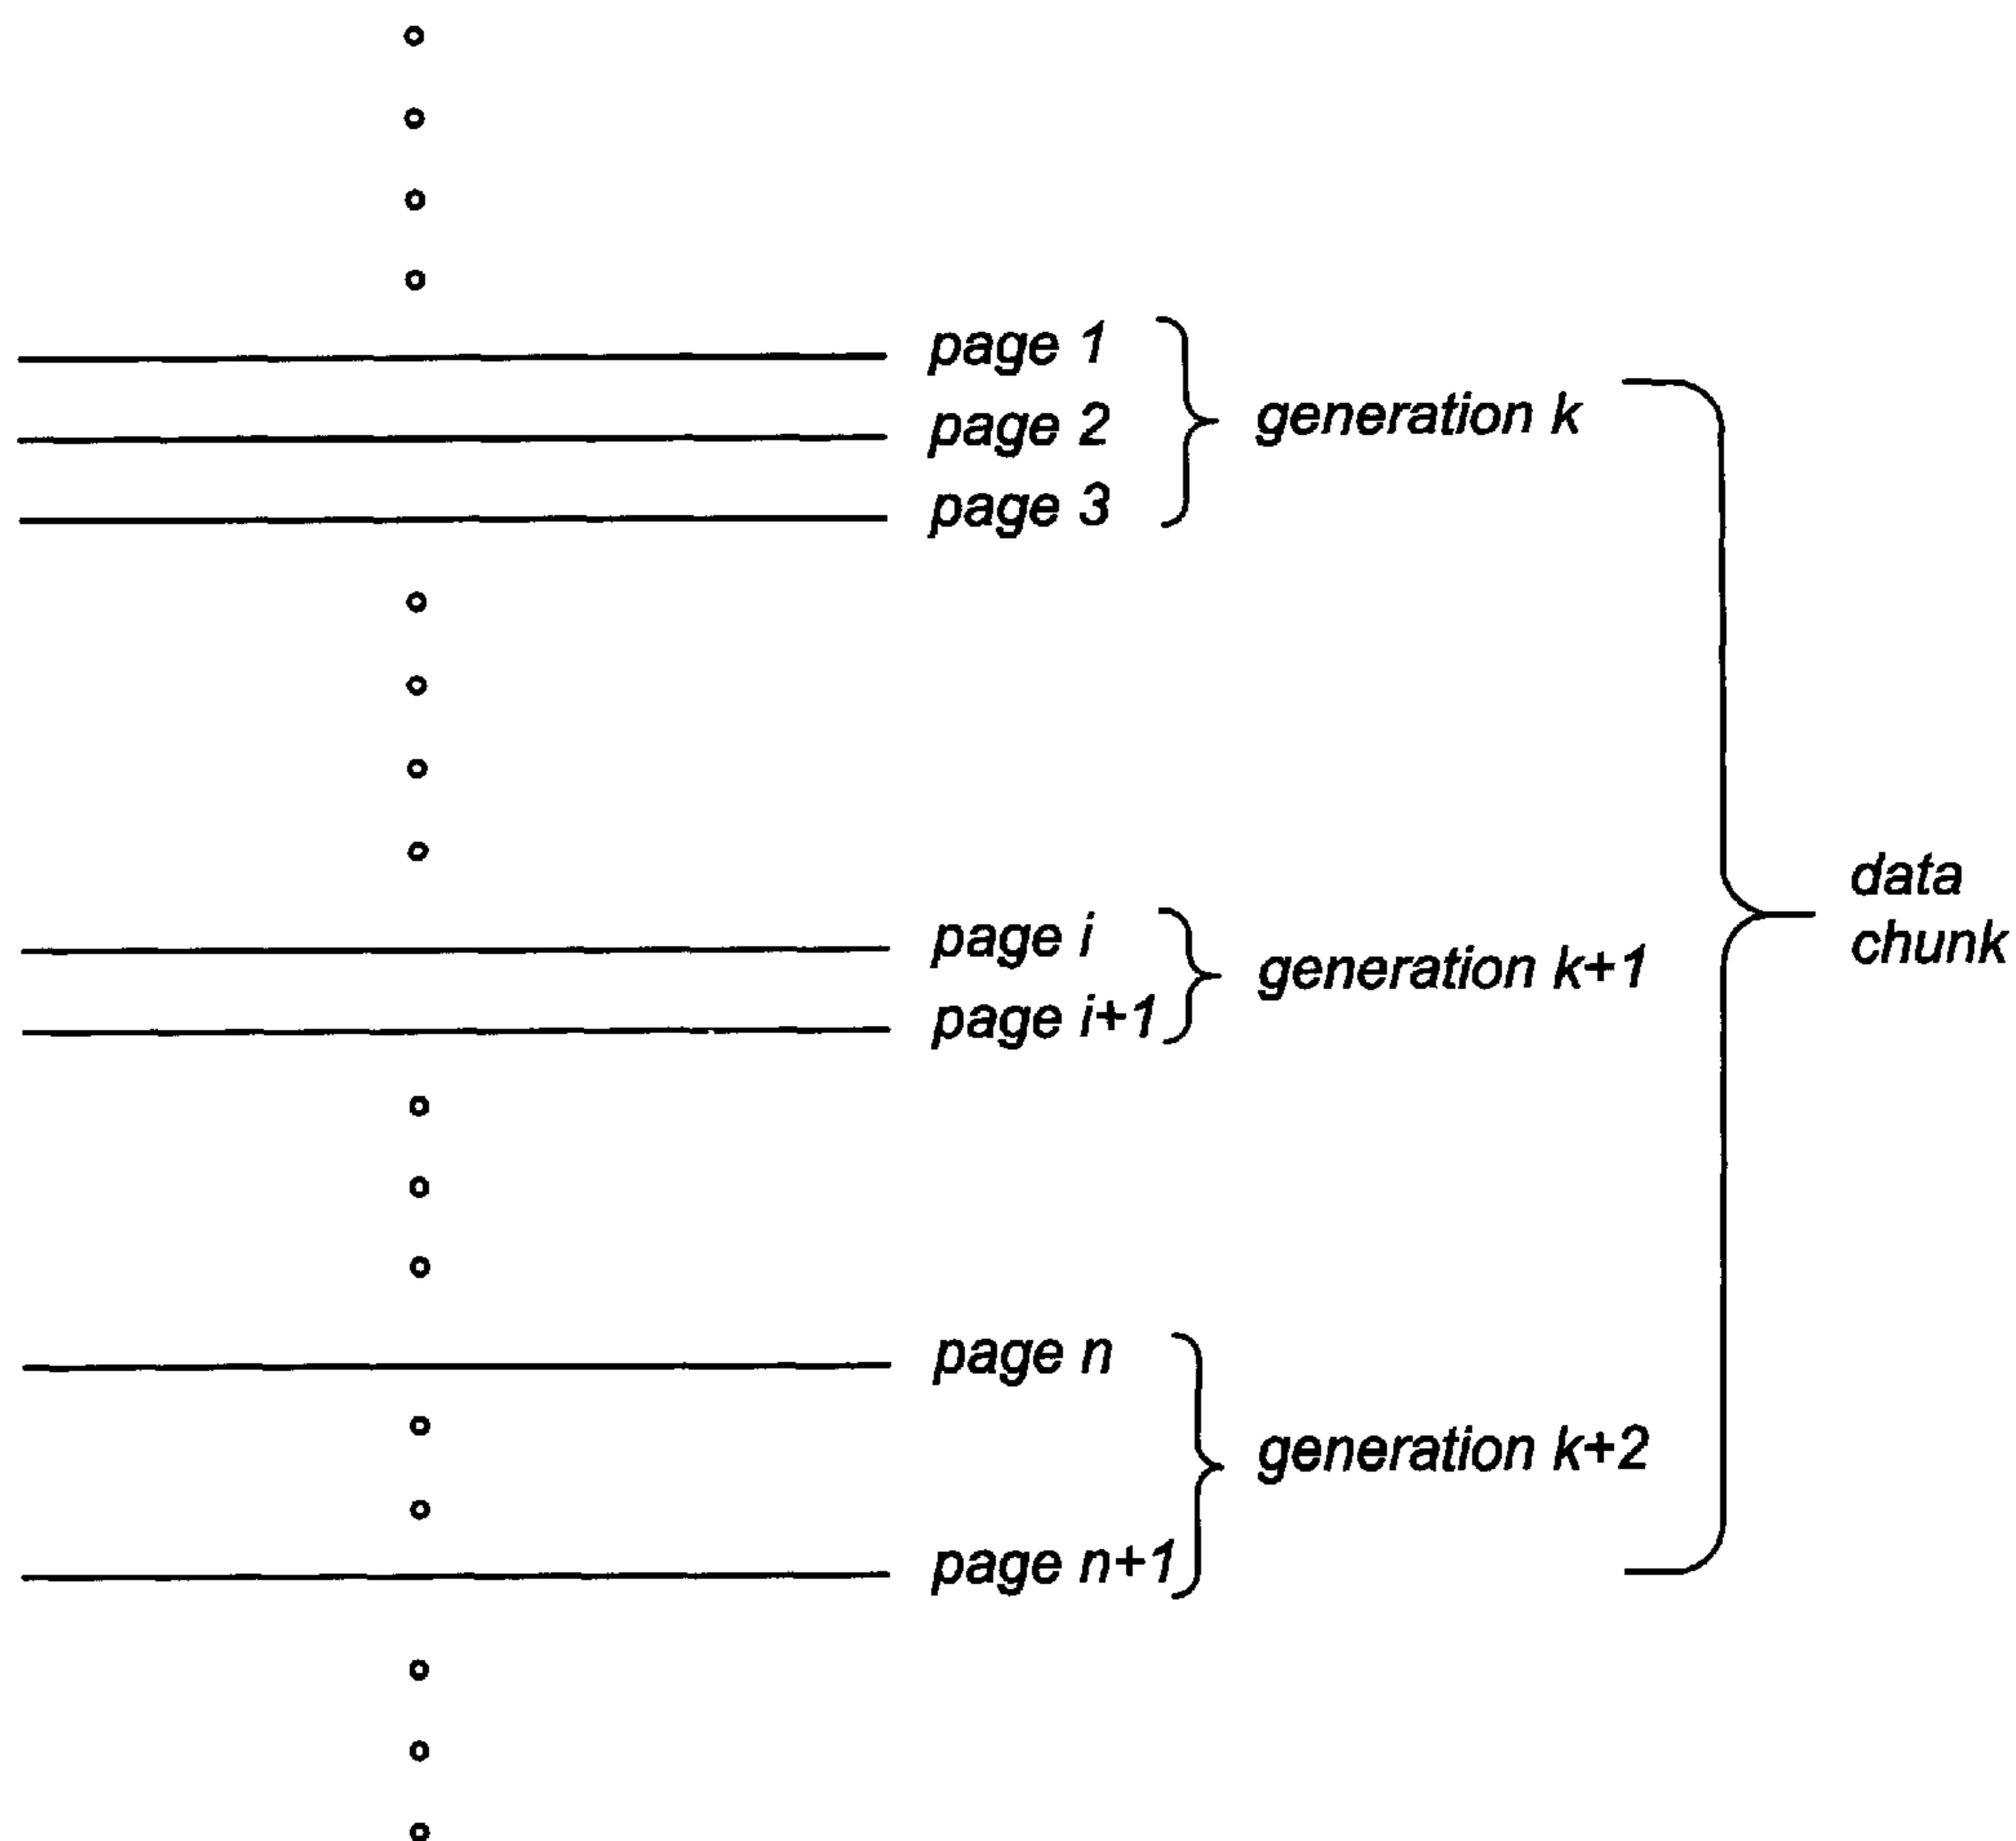 page 1
page 2
generation k
page 3
data
chunk
page i
generation k+1
page i+1
page n
generation k+2
page n+1